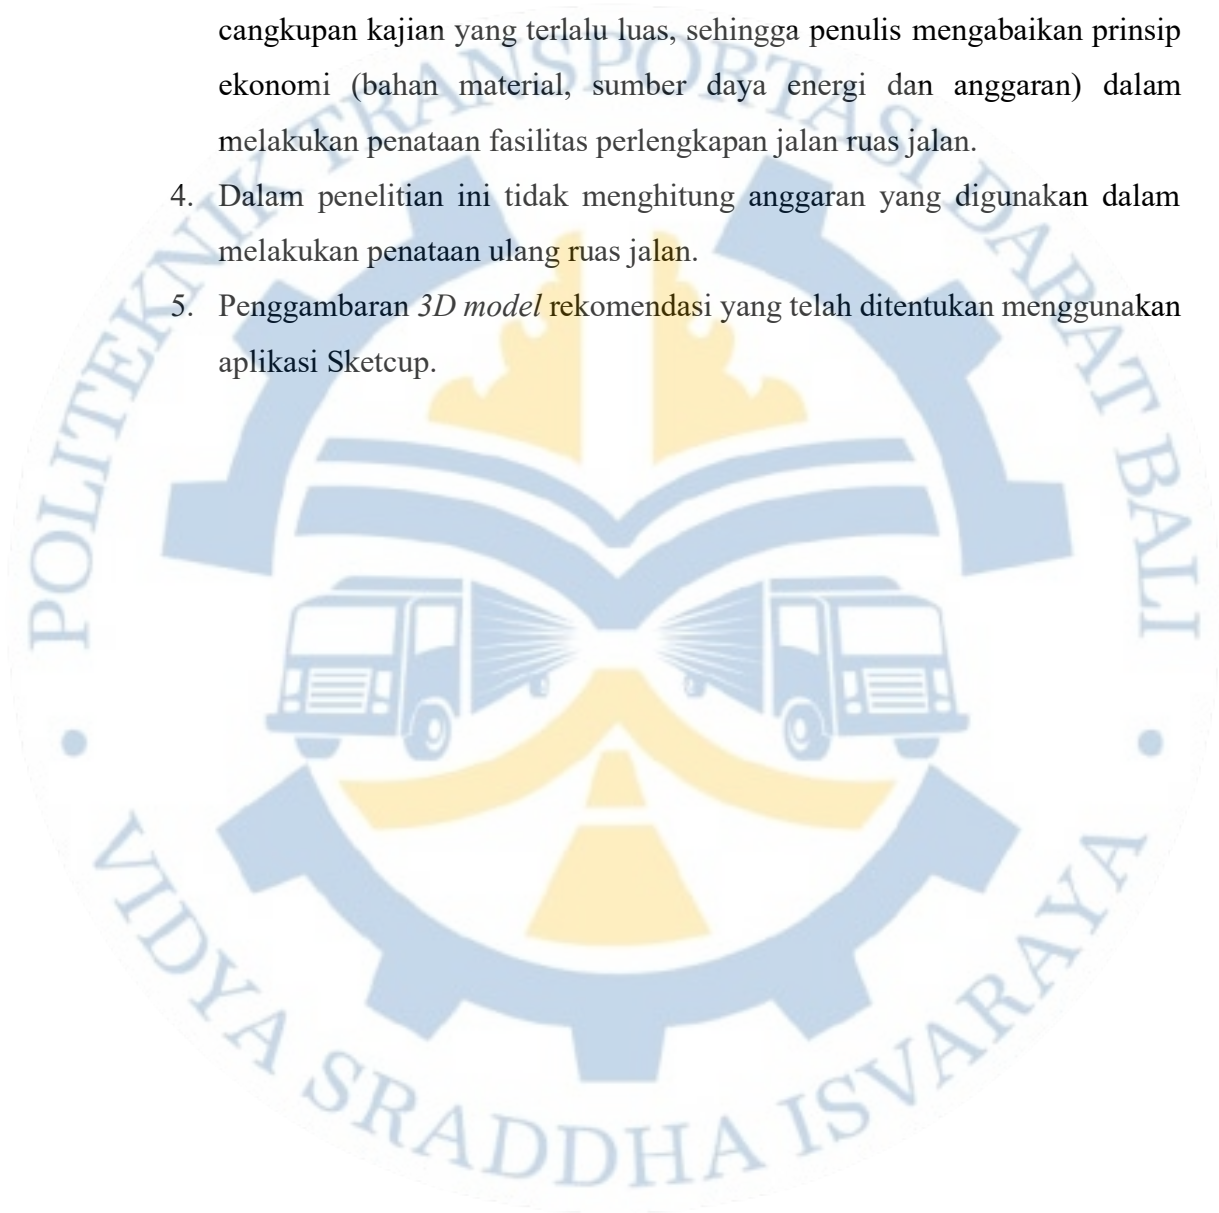 cangkupan kajian yang terlalu luas, sehingga penulis mengabaikan prinsip
ekonomi (bahan material, sumber daya energi dan anggaran) dalam
melakukan penataan fasilitas perlengkapan jalan ruas jalan.
4. Dalam penelitian ini tidak menghitung anggaran yang digunakan dalam
melakukan penataan ulang ruas jalan.
5. Penggambaran 3D model rekomendasi yang telah ditentukan menggunakan
aplikasi Sketcup.
POLITEKNIK TRANSPORTASI DARAT BALI
VIDYA SRADDHA ISVARAYA